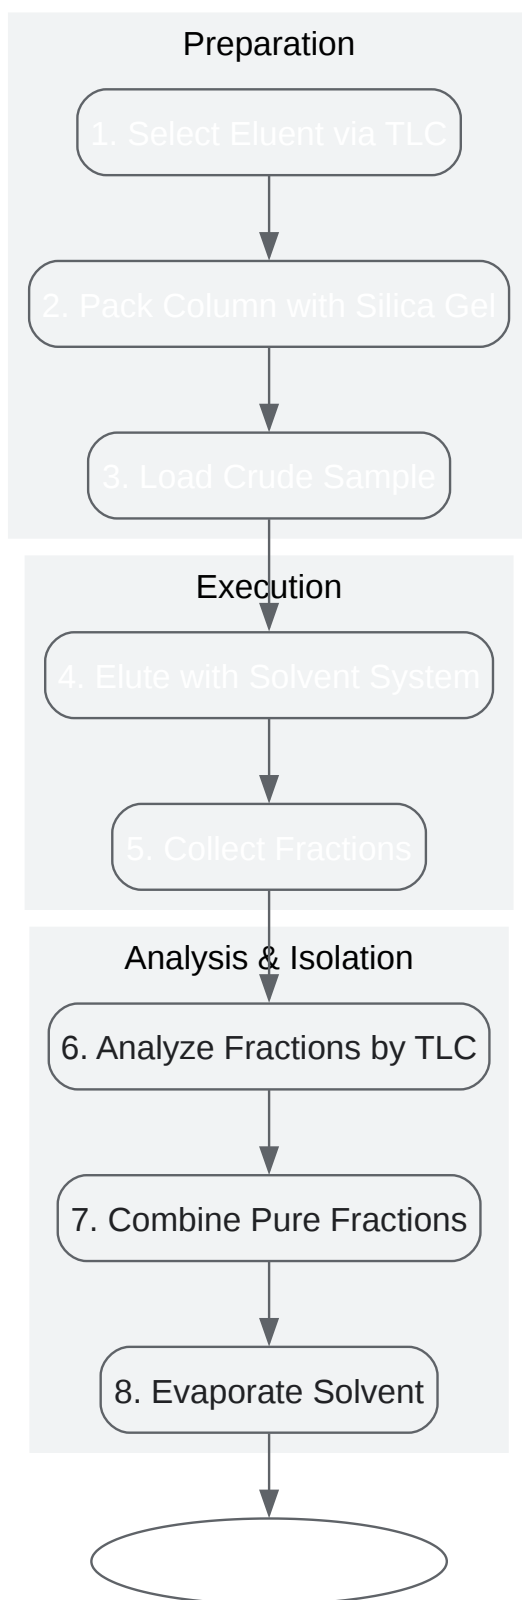 Preparation
1. Select Eluent via TLC
2. Pack Column with Silica Gel
3. Load Crude Sample
Execution
4. Elute with Solvent System
5. Collect Fractions
Analysis & Isolation
6. Analyze Fractions by TLC
7. Combine Pure Fractions
8. Evaporate Solvent